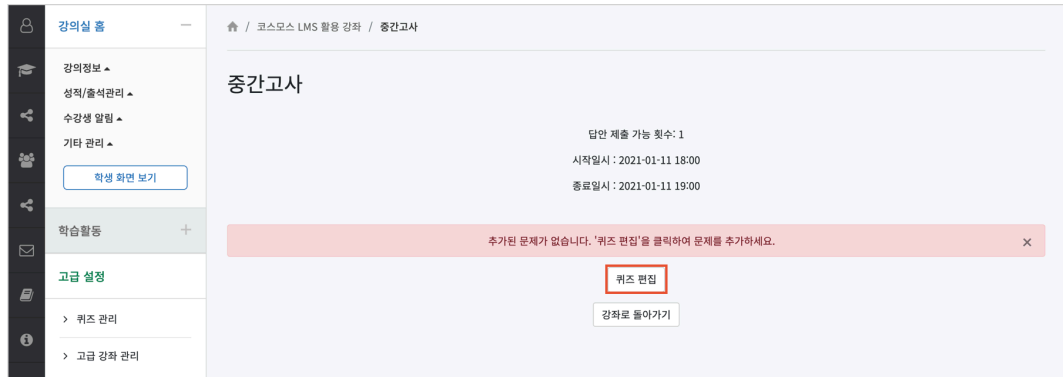 강의실 홈
강의정보
성적/출석관리
수강생 알림
기타 관리
학생 화면 보기
학습활동
고급 설정
퀴즈 관리
고급 강좌 관리
/ 코스모스 LMS 활용 강좌 / 중간고사
중간고사
답안 제출 가능 횟수: 1
시작일시 : 2021-01-11 18:00
종료일시 : 2021-01-11 19:00
추가된 문제가 없습니다. '퀴즈 편집'을 클릭하여 문제를 추가하세요.
퀴즈 편집
강좌로 돌아가기